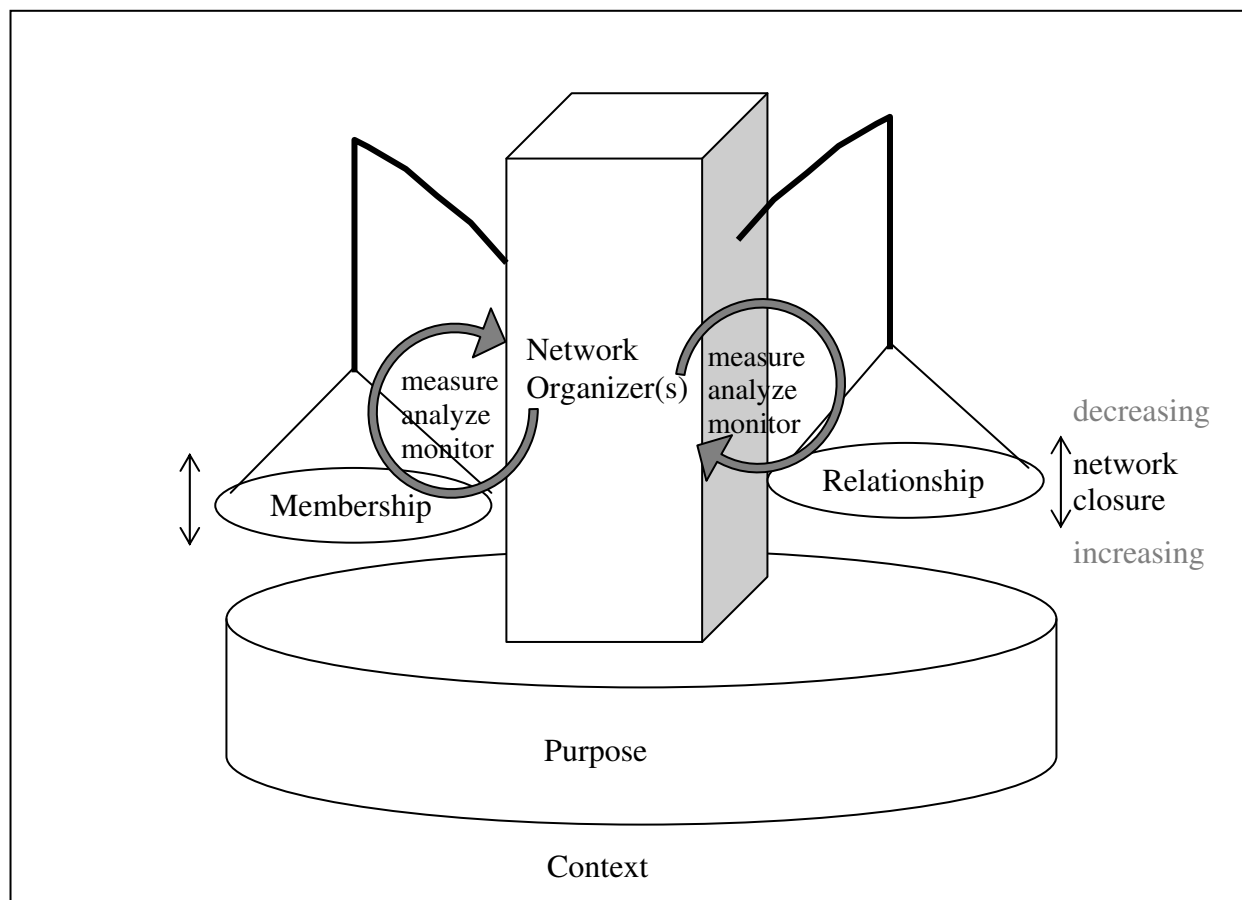 Network
Organizer(s)
measure
analyze
monitor
measure
analyze
monitor
Membership
Relationship
decreasing
network
closure
increasing
Purpose
Context